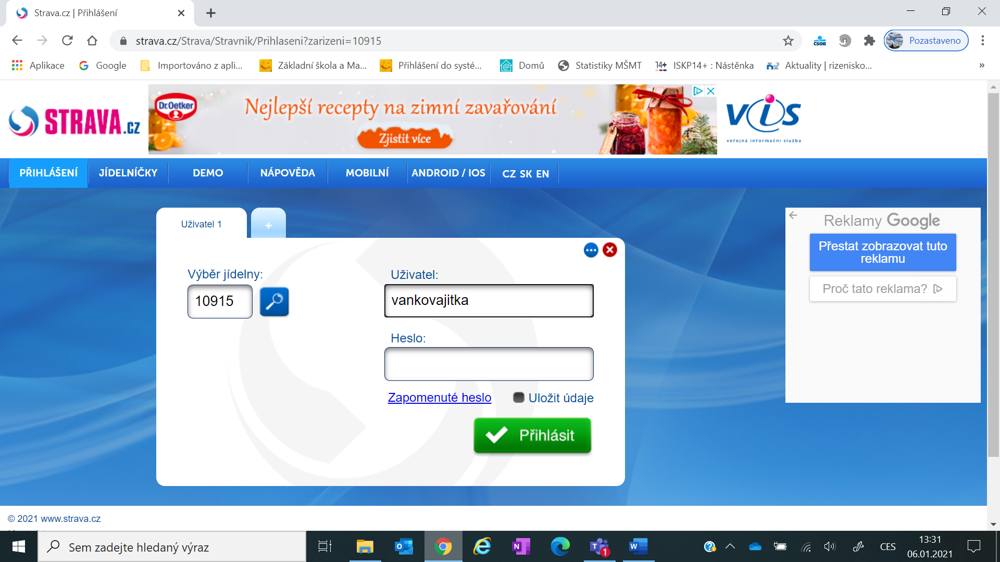 Strava.cz | Přihlášení
strava.cz/Strava/Stravnik/Prihlaseni?zarizeni=10915
CSOB
Pozastaveno
Aplikace
Google
Importováno z apli...
Základní škola a Ma...
Přihlášení do systé...
Domů
Statistiky MŠMT
14+
ISKP14+ : Nástěnka
Aktuality | rizenisko...
»
STRAVA.CZ
Dr.Oetker
Nejlepší recepty na zimní zavařování
Zjistit více
vis
veřejná informační služba
PŘIHLÁŠENÍ
JÍDELNÍČKY
DEMO
NÁPOVĚDA
MOBILNÍ
ANDROID / IOS
CZ SK EN
Uživatel 1
+
Výběr jídelny:
10915
Uživatel:
vankovajitka
Heslo:
Zapomenuté heslo
Uložit údaje
Přihlásit
Reklamy Google
Přestat zobrazovat tuto
reklamu
Proč tato reklama?
© 2021 www.strava.cz
Sem zadejte hledaný výraz
1
CES
13:31
06.01.2021